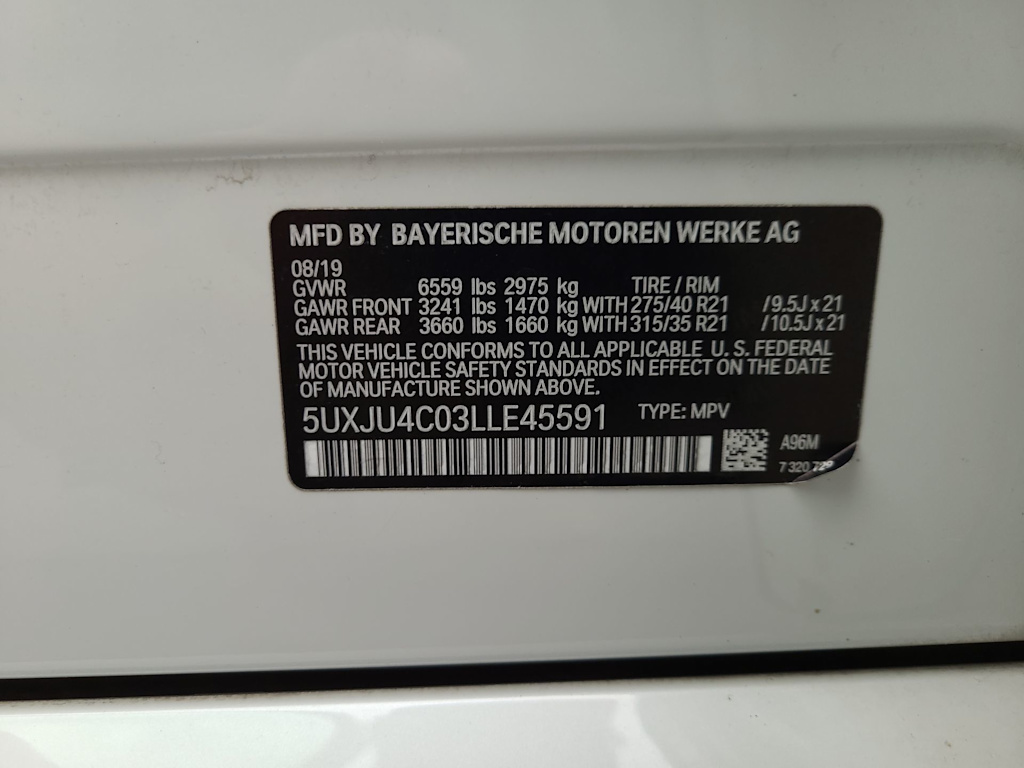 MFD BY BAYERISCHE MOTOREN WERKE AG
08/19
GVWR 6559 lbs 2975 kg TIRE / RIM
GAWR FRONT 3241 lbs 1470 kg WITH 275/40 R21 / 9.5J x 21
GAWR REAR 3660 lbs 1660 kg WITH 315/35 R21 / 10.5J x 21
THIS VEHICLE CONFORMS TO ALL APPLICABLE U. S. FEDERAL
MOTOR VEHICLE SAFETY STANDARDS IN EFFECT ON THE DATE
OF MANUFACTURE SHOWN ABOVE.
5UXJU4C03LLE45591 TYPE: MPV
A96M
7 320